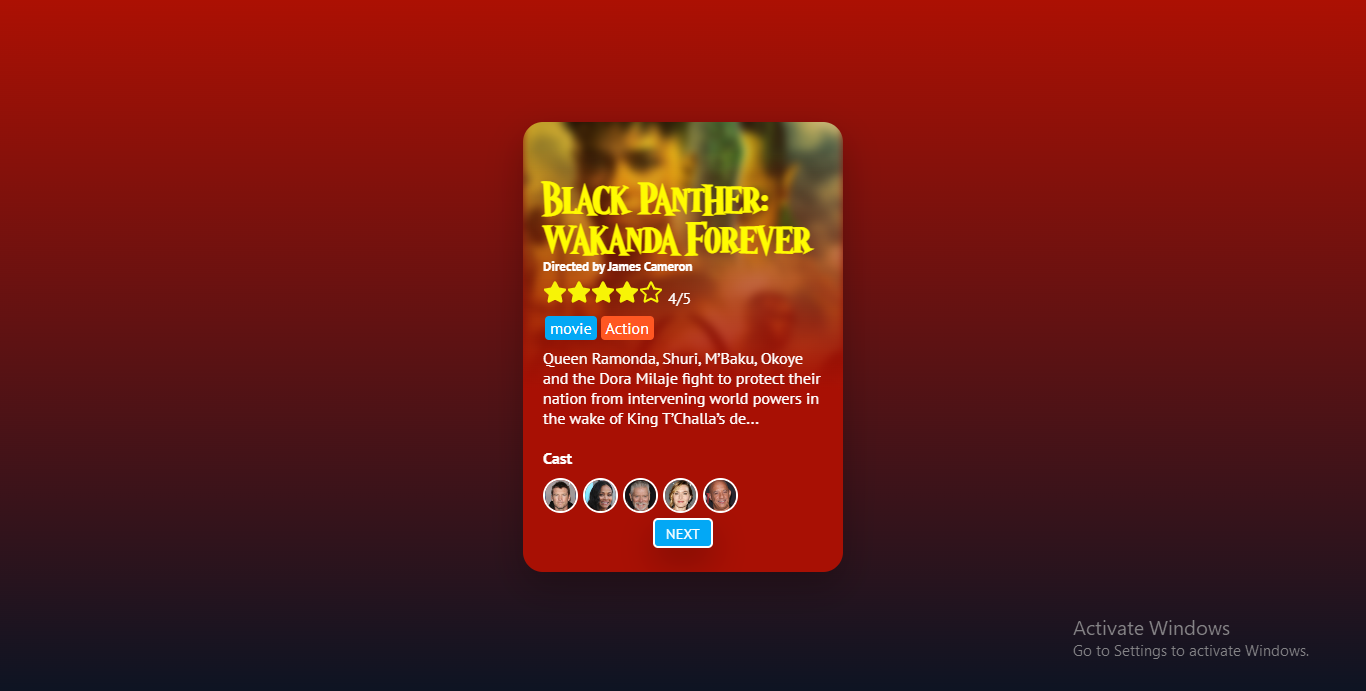 Black Panther:
wakanda Forever
Directed by James Cameron
4/5
movie Action
Queen Ramonda, Shuri, M’Baku, Okoye
and the Dora Milaje fight to protect their
nation from intervening world powers in
the wake of King T’Challa’s de...
Cast
NEXT
Activate Windows
Go to Settings to activate Windows.